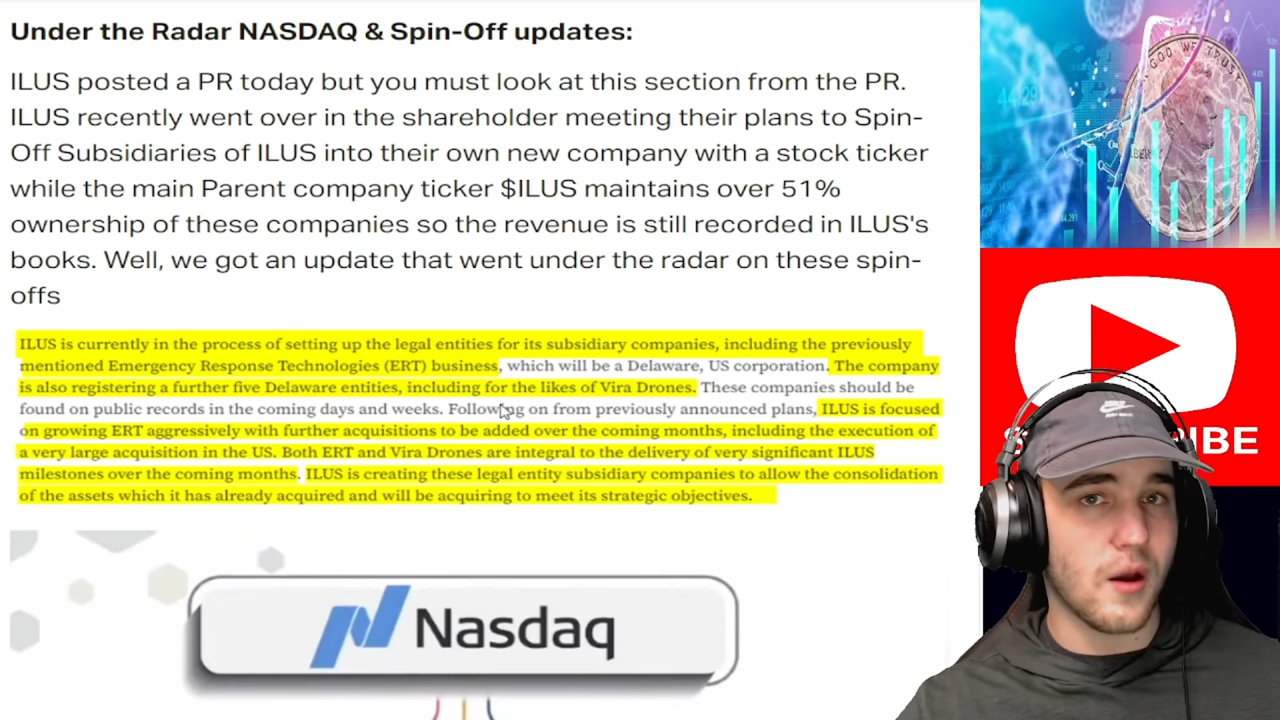 Under the Radar NASDAQ & Spin-Off updates:
ILUS posted a PR today but you must look at this section from the PR.
ILUS recently went over in the shareholder meeting their plans to Spin-
Off Subsidiaries of ILUS into their own new company with a stock ticker
while the main Parent company ticker $ILUS maintains over 51%
ownership of these companies so the revenue is still recorded in ILUS's
books. Well, we got an update that went under the radar on these spin-
offs
ILUS is currently in the process of setting up the legal entities for its subsidiary companies, including the previously
mentioned Emergency Response Technologies (ERT) business, which will be a Delaware, US corporation. The company
is also registering a further five Delaware entities, including for the likes of Vira Drones. These companies should be
found on public records in the coming days and weeks. Following on from previously announced plans, ILUS is focused
on growing ERT aggressively with further acquisitions to be added over the coming months, including the execution of
a very large acquisition in the US. Both ERT and Vira Drones are integral to the delivery of very significant ILUS
milestones over the coming months. ILUS is creating these legal entity subsidiary companies to allow the consolidation
of the assets which it has already acquired and will be acquiring to meet its strategic objectives.
Nasdaq